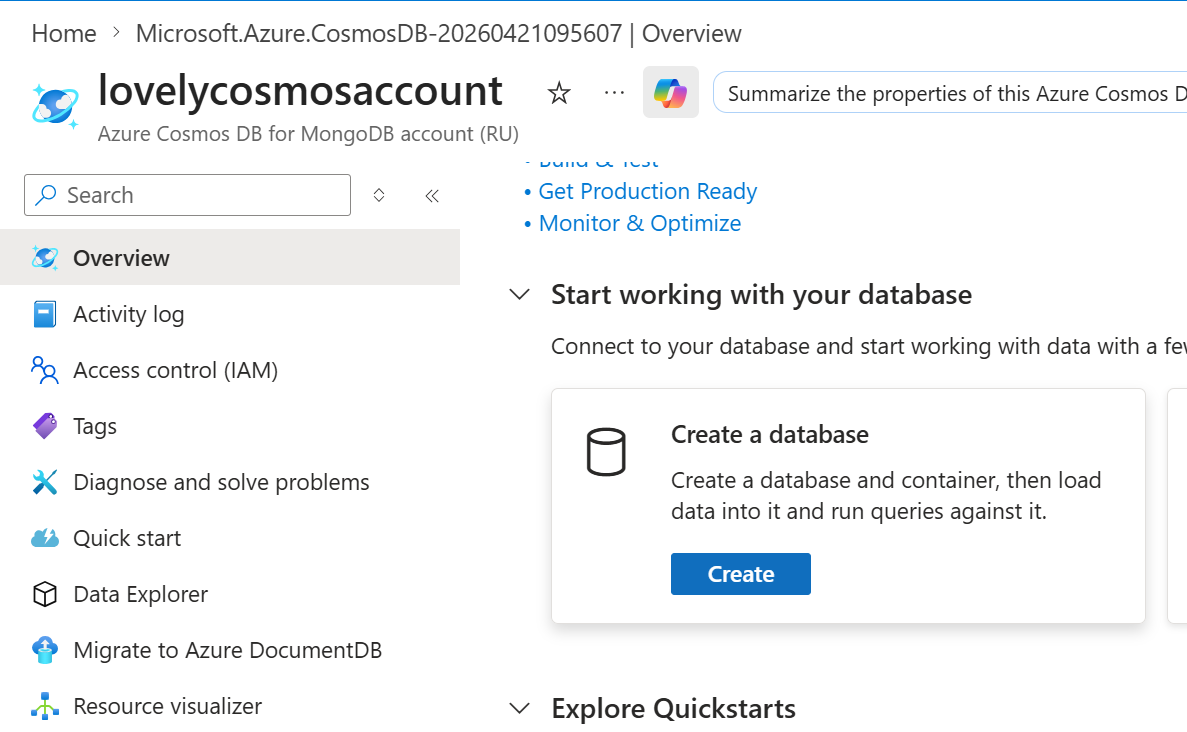 Home > Microsoft.Azure.CosmosDB-20260421095607 | Overview
lovelycosmosaccount
Summarize the properties of this Azure Cosmos D
Azure Cosmos DB for MongoDB account (RU)
Search
Overview
Activity log
Access control (IAM)
Tags
Diagnose and solve problems
Quick start
Data Explorer
Migrate to Azure DocumentDB
Resource visualizer
• Build & Test
• Get Production Ready
• Monitor & Optimize
Start working with your database
Connect to your database and start working with data with a few
Create a database
Create a database and container, then load
data into it and run queries against it.
Create
Explore Quickstarts